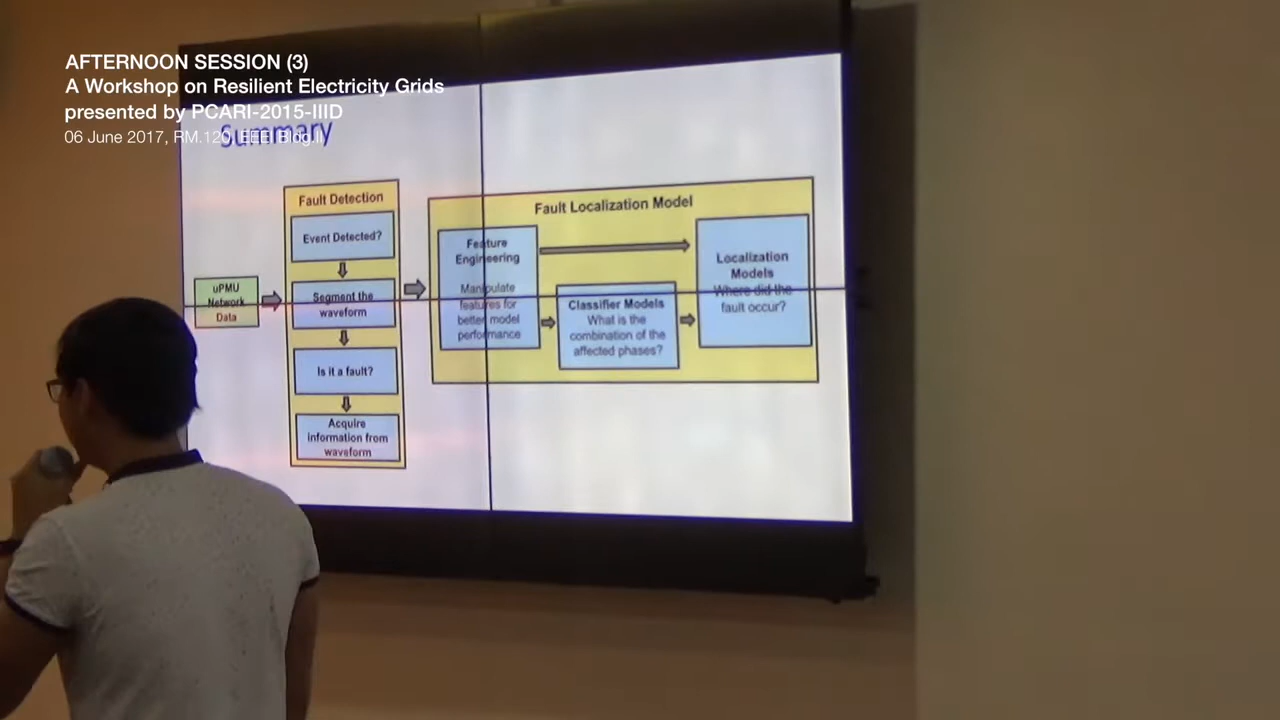 AFTERNOON SESSION (3)
A Workshop on Resilient Electricity Grids
presented by PCARI-2015-IIID
06 June 2017, RM.120, EEEI Bldg.
Summary
uPMU
Network
Data
Fault Detection
Event Detected?
Segment the
waveform
Is it a fault?
Acquire
information from
waveform
Fault Localization Model
Feature
Engineering
Manipulate
features for
better model
performance
Classifier Models
What is the
combination of the
affected phases?
Localization
Models
Where did the
fault occur?